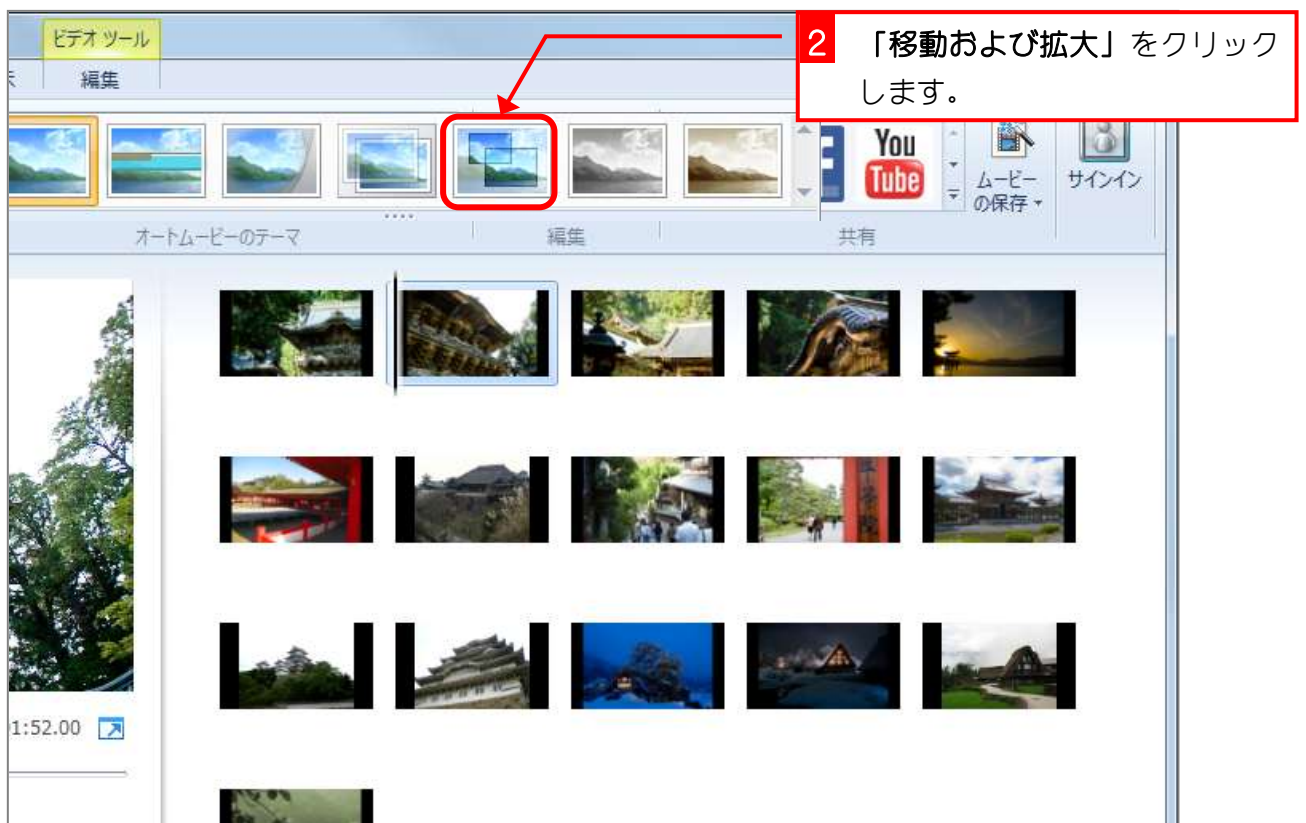 ビデオ ツール
2 「移動および拡大」をクリック
します。
編集
You
Tube
ムービー
の保存
サインイン
オートムービーのテーマ
編集
共有
1:52.00